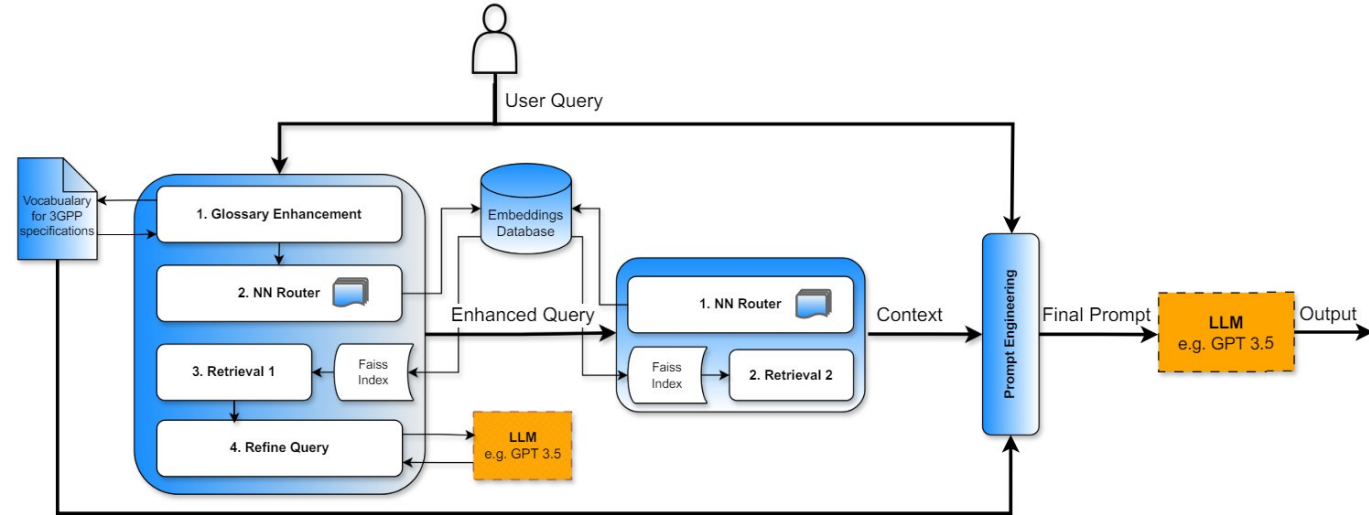 User Query
Vocabualary
for 3GPP
specifications
1. Glossary Enhancement
Embeddings
Database
2. NN Router
1. NN Router
Enhanced Query
Context
Prompt Engineering
Final Prompt
LLM
e.g. GPT 3.5
Output
3. Retrieval 1
Faiss
Index
Faiss
Index
2. Retrieval 2
4. Refine Query
LLM
e.g. GPT 3.5